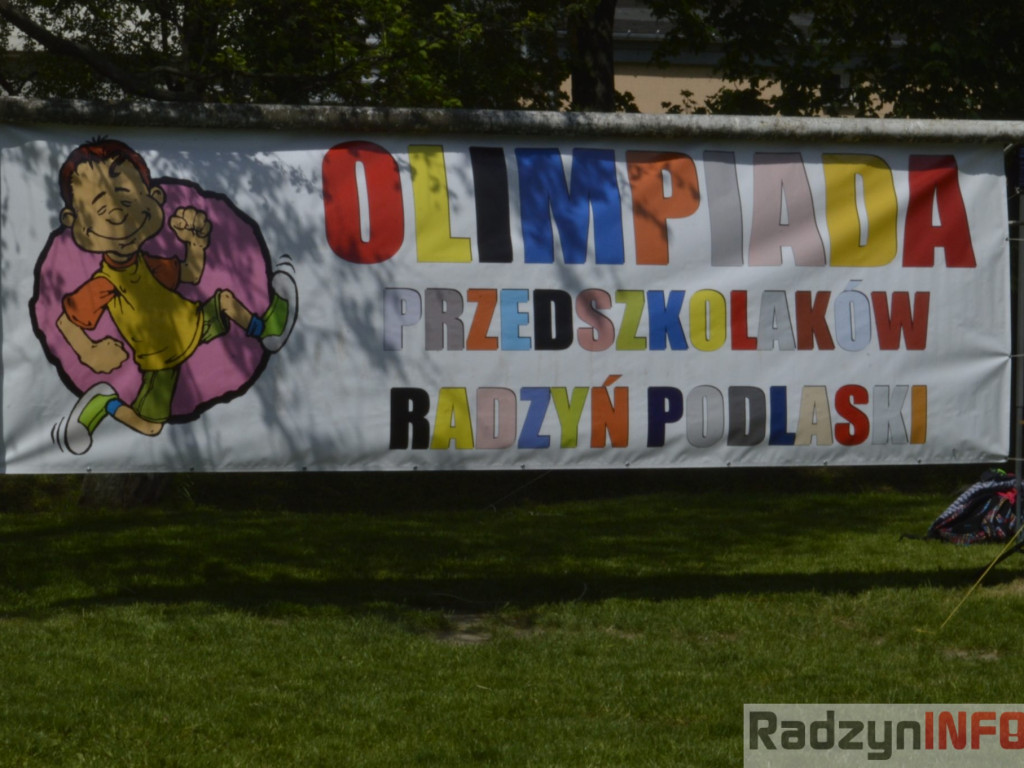 OLIMPIADA
PRZEDSZKOLAKÓW
RADZYŃ PODLASKI
RadzynINFO